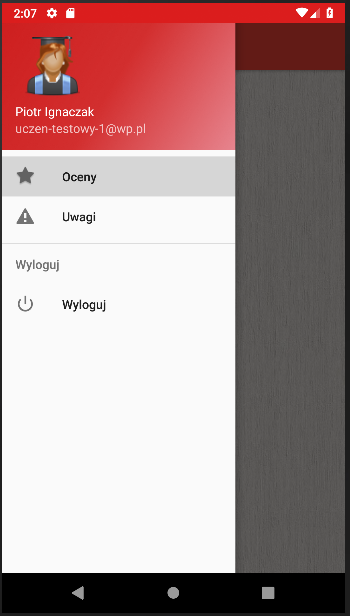 2:07
Piotr Ignaczak
uczen-testowy-1@wp.pl
Oceny
Uwagi
Wyloguj
Wyloguj